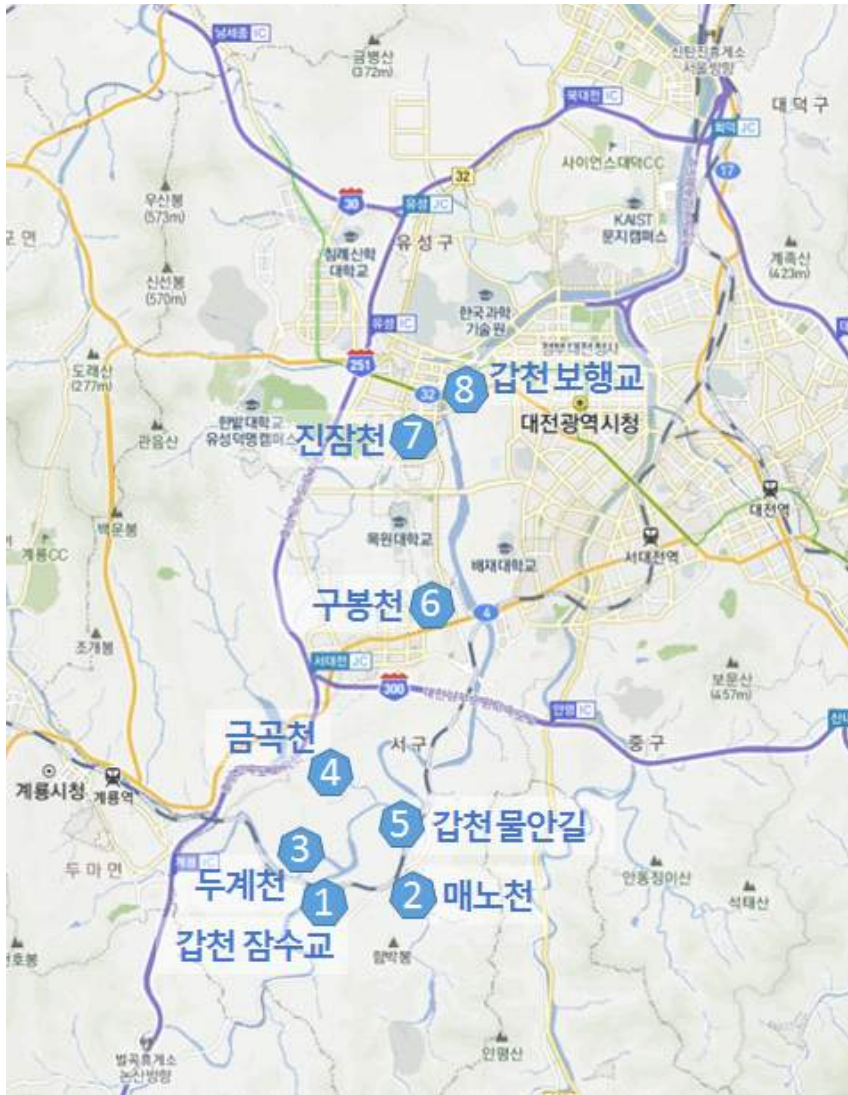 남세종 IC
금병산
(372m)
신탄진휴게소
서울방향
대덕구
북대전 IC
회덕 JC
사이언스대덕CC
32
17
우산봉
(573m)
30
유성 JC
KAIST
문지캠퍼스
침례신학
대학교
유성구
계족산
(423m)
신선봉
(570m)
한국과학
기술원
유성 IC
251
도래산
(277m)
32
8
갑천 보행교
대전광역시청
한밭대학교
유성덕명캠퍼스
진잠천
7
관음산
대전역
백운봉
계룡CC
목원대학교
배재대학교
서대전역
구봉천
6
4
조개봉
서대전 JC
300
보문산
(457m)
안영 IC
금곡천
서구
중구
4
계룡시청
계룡역
5
갑천 물안길
두마면
계룡 IC
3
두계천
1
2
매노천
갑천 잠수교
함박봉
안동징이산
석태산
안평산
벌곡휴게소
논산방향